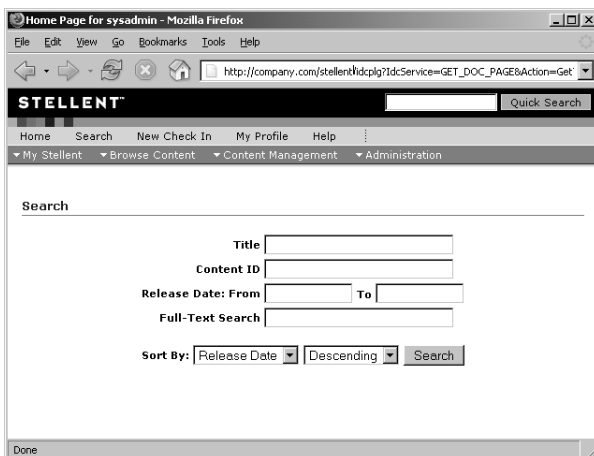 Home Page for sysadmin - Mozilla Firefox
File Edit View Go Bookmarks Tools Help
http://company.com/stellent/idcplg?IdcService=GET_DOC_PAGE&Action=Get
STELLENT™ Quick Search
Home Search New Check In My Profile Help
My Stellent Browse Content Content Management Administration
Search
Title
Content ID
Release Date: From To
Full-Text Search
Sort By: Release Date Descending Search
Done